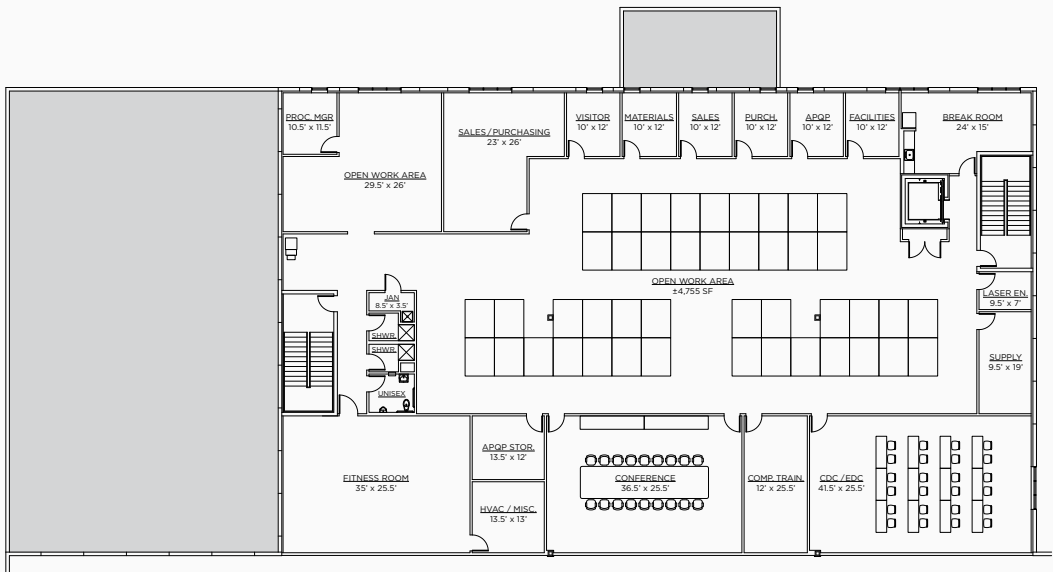 PROC. MGR
10.5' x 11.5'
SALES / PURCHASING
23' x 26'
VISITOR
10' x 12'
MATERIALS
10' x 12'
SALES
10' x 12'
PURCH.
10' x 12'
APQP
10' x 12'
FACILITIES
10' x 12'
BREAK ROOM
24' x 15'
OPEN WORK AREA
29.5' x 26'
OPEN WORK AREA
±4,755 SF
JAN
8.5' x 3.5'
SHWR.
SHWR.
UNISEX
LASER EN.
9.5' x 7'
SUPPLY
9.5' x 19'
FITNESS ROOM
35' x 25.5'
APQP STOR.
13.5' x 12'
HVAC / MISC.
13.5' x 13'
CONFERENCE
36.5' x 25.5'
COMP. TRAIN.
12' x 25.5'
CDC / EDC
41.5' x 25.5'